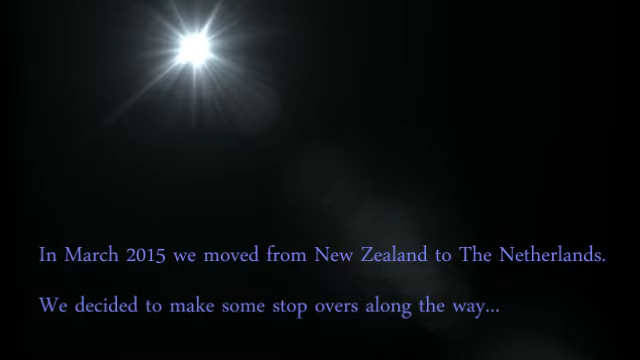 In March 2015 we moved from New Zealand to The Netherlands.
We decided to make some stop overs along the way...